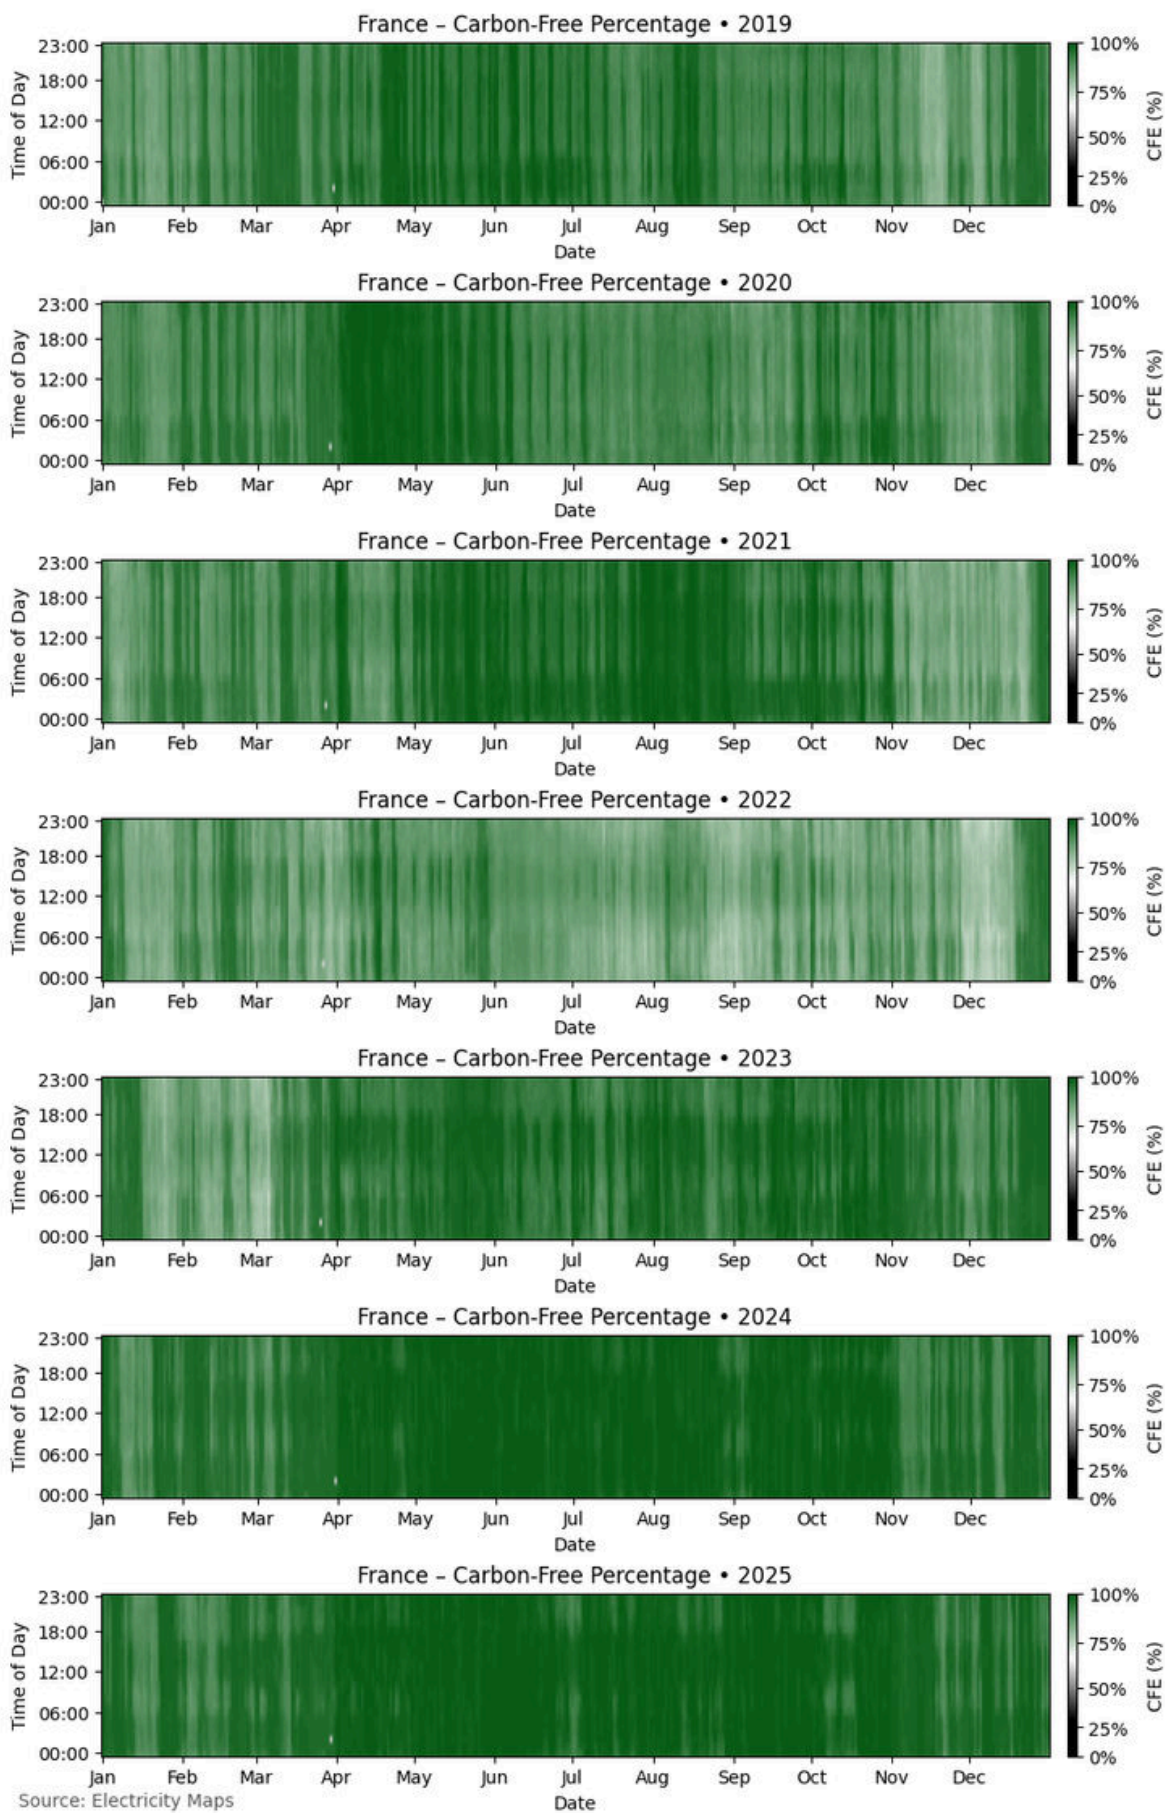 France – Carbon-Free Percentage • 2019
23:00
18:00
12:00
06:00
00:00
Time of Day
Jan Feb Mar Apr May Jun Jul Aug Sep Oct Nov Dec
Date
100%
75%
50%
25%
0%
CFE (%)
France – Carbon-Free Percentage • 2020
23:00
18:00
12:00
06:00
00:00
Time of Day
Jan Feb Mar Apr May Jun Jul Aug Sep Oct Nov Dec
Date
100%
75%
50%
25%
0%
CFE (%)
France – Carbon-Free Percentage • 2021
23:00
18:00
12:00
06:00
00:00
Time of Day
Jan Feb Mar Apr May Jun Jul Aug Sep Oct Nov Dec
Date
100%
75%
50%
25%
0%
CFE (%)
France – Carbon-Free Percentage • 2022
23:00
18:00
12:00
06:00
00:00
Time of Day
Jan Feb Mar Apr May Jun Jul Aug Sep Oct Nov Dec
Date
100%
75%
50%
25%
0%
CFE (%)
France – Carbon-Free Percentage • 2023
23:00
18:00
12:00
06:00
00:00
Time of Day
Jan Feb Mar Apr May Jun Jul Aug Sep Oct Nov Dec
Date
100%
75%
50%
25%
0%
CFE (%)
France – Carbon-Free Percentage • 2024
23:00
18:00
12:00
06:00
00:00
Time of Day
Jan Feb Mar Apr May Jun Jul Aug Sep Oct Nov Dec
Date
100%
75%
50%
25%
0%
CFE (%)
France – Carbon-Free Percentage • 2025
23:00
18:00
12:00
06:00
00:00
Time of Day
Jan Feb Mar Apr May Jun Jul Aug Sep Oct Nov Dec
Date
100%
75%
50%
25%
0%
CFE (%)
Source: Electricity Maps